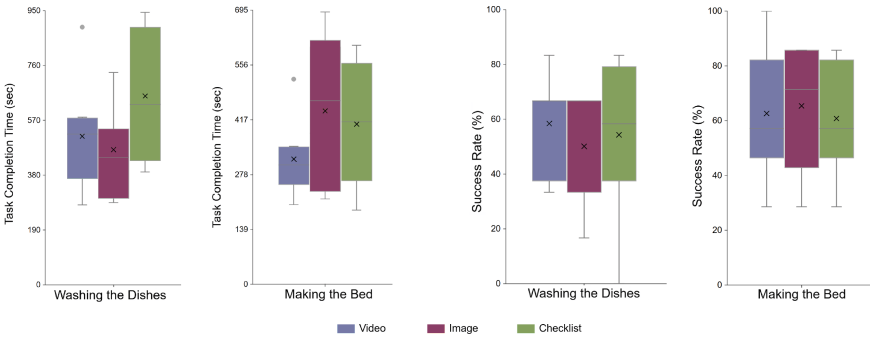 950
760
570
380
190
0
Task Completion Time (sec)
Washing the Dishes
695
556
417
278
139
0
Task Completion Time (sec)
Making the Bed
100
80
60
40
20
0
Success Rate (%)
Washing the Dishes
100
80
60
40
20
0
Success Rate (%)
Making the Bed
Video
Image
Checklist